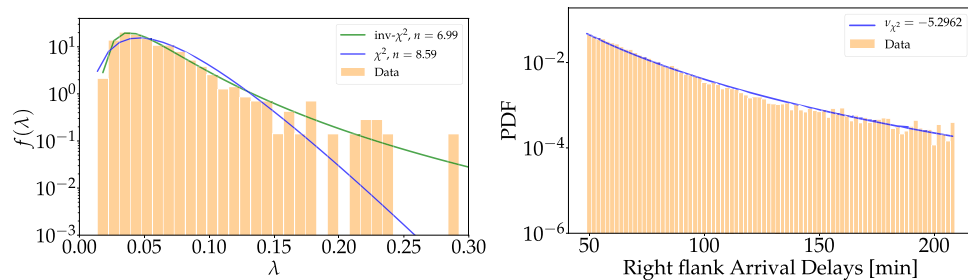 10¹
10⁰
10⁻¹
10⁻²
10⁻³
f(λ)
inv-χ², n = 6.99
χ², n = 8.59
Data
0.00 0.05 0.10 0.15 0.20 0.25 0.30
λ
10⁻²
10⁻⁴
10⁻⁶
PDF
ν_χ² = −5.2962
Data
50 100 150 200
Right flank Arrival Delays [min]